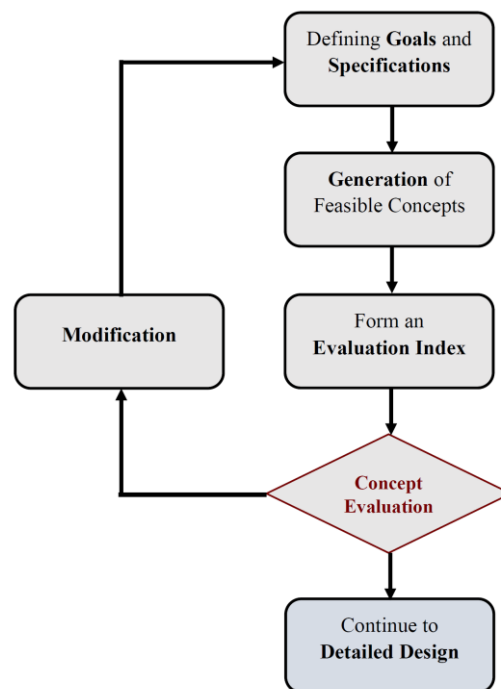 Defining Goals and
Specifications
Generation of
Feasible Concepts
Form an
Evaluation Index
Modification
Concept
Evaluation
Continue to
Detailed Design